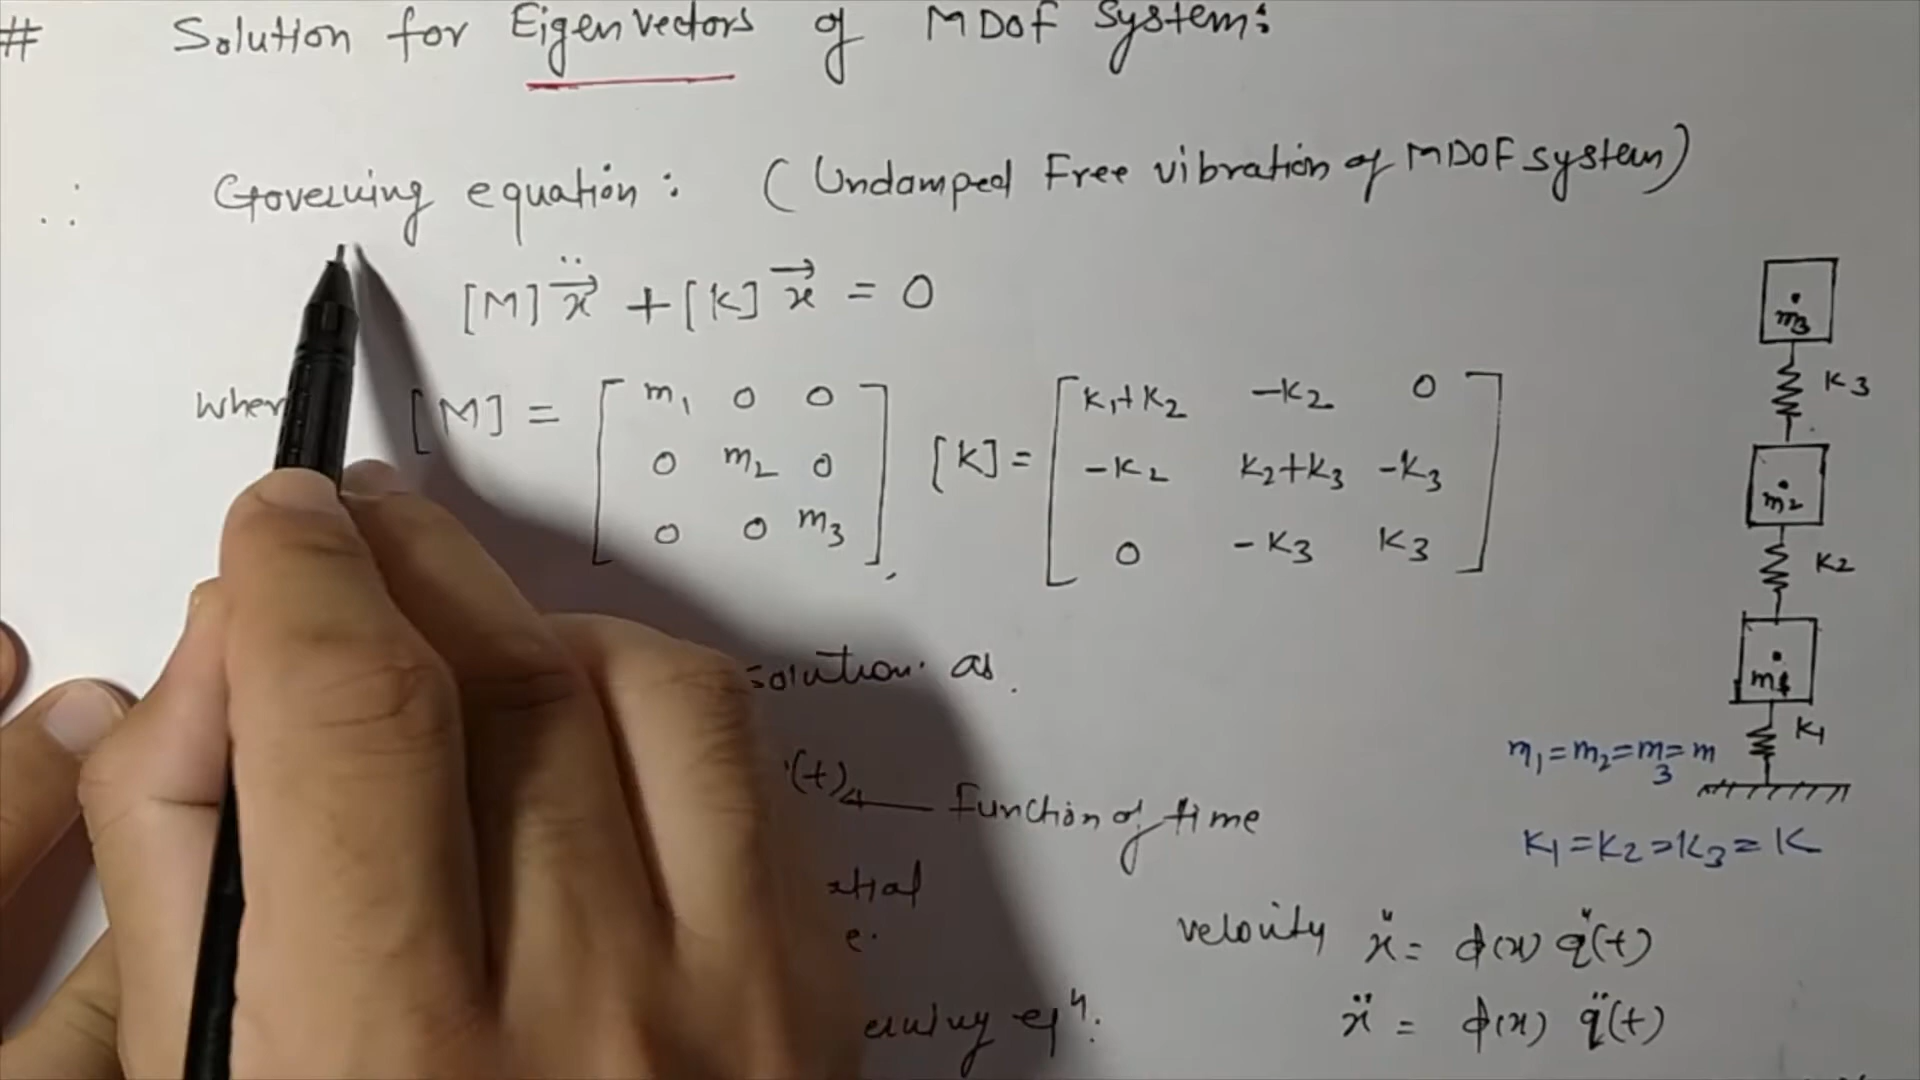 # Solution for Eigenvectors of MDOF System:
∴ Governing equation: (Undamped Free vibration of MDOF system)
[M] ẍ⃗ + [K] x⃗ = 0
m3
K3
m2
K2
m1
K1
Wher [M] = [ m1 0 0
0 m2 0
0 0 m3 ], [K] = [ K1+K2 -K2 0
-K2 K2+K3 -K3
0 -K3 K3 ]
solution as.
(t) ← Function of time
m1=m2=m3=m
K1=K2=K3=K
velocity ẍ = ϕ(x) q̈(t)
ẍ = ϕ(x) q̈(t)
eqn.